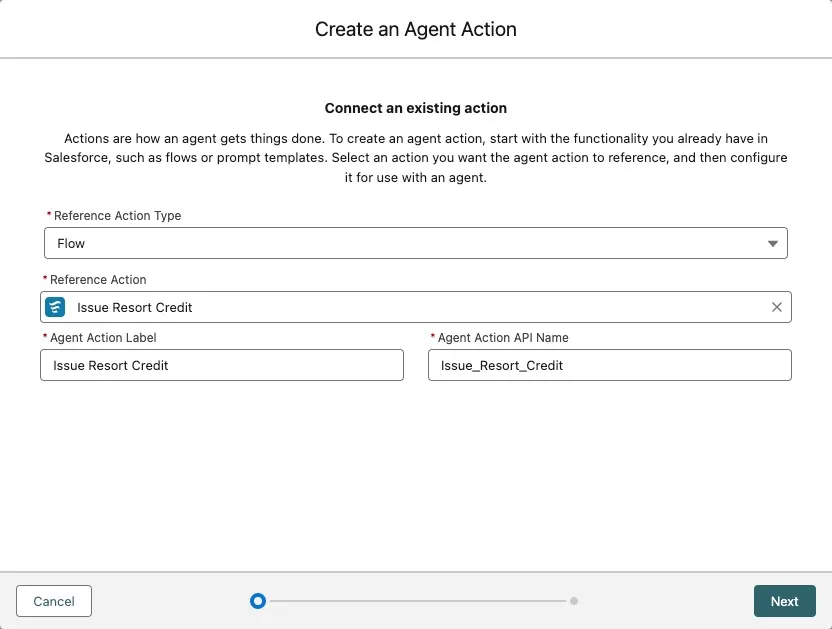 Create an Agent Action
Connect an existing action
Actions are how an agent gets things done. To create an agent action, start with the functionality you already have in
Salesforce, such as flows or prompt templates. Select an action you want the agent action to reference, and then configure
it for use with an agent.
* Reference Action Type
Flow
* Reference Action
Issue Resort Credit
* Agent Action Label
* Agent Action API Name
Issue Resort Credit
Issue_Resort_Credit
Cancel
Next